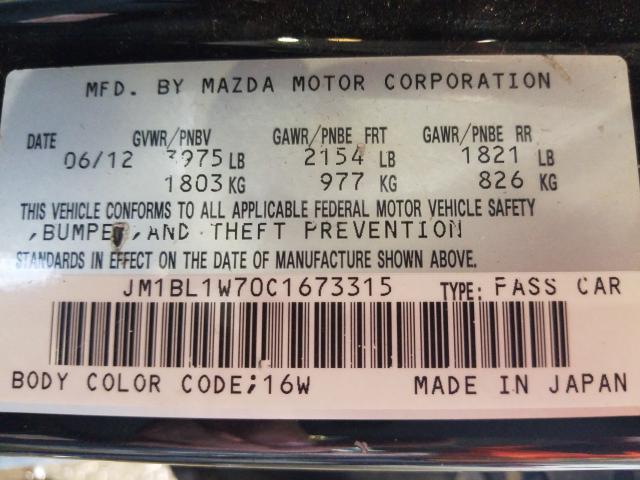 MFD. BY MAZDA MOTOR CORPORATION
DATE GVWR/PNBV GAWR/PNBE FRT GAWR/PNBE RR
06/12 3975 LB 2154 LB 1821 LB
1803 KG 977 KG 826 KG
THIS VEHICLE CONFORMS TO ALL APPLICABLE FEDERAL MOTOR VEHICLE SAFETY
,BUMPER,AND THEFT PREVENTION
STANDARDS IN EFFECT ON THE DATE OF MANUFACTURE SHOWN ABOVE.
JM1BL1W70C1673315 TYPE: PASS CAR
BODY COLOR CODE;16W MADE IN JAPAN